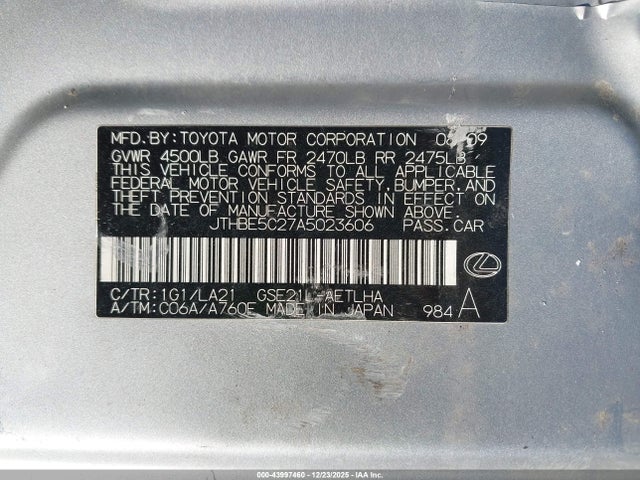 MFD.BY:TOYOTA MOTOR CORPORATION
GVWR 4500LB GAWR FR 2470LB RR 2475LB
THIS VEHICLE CONFORMS TO ALL APPLICABLE
FEDERAL MOTOR VEHICLE SAFETY,BUMPER,AND
THEFT PREVENTION STANDARDS IN EFFECT ON
THE DATE OF MANUFACTURE SHOWN ABOVE.
JTHBE5C27A5023606 PASS.CAR
C/TR:1G1/LA21 GSE21L-AETLHA
A/TM:C06A/A760E MADE IN JAPAN 984 A
000-43997460 - 12/23/2025 - IAAI